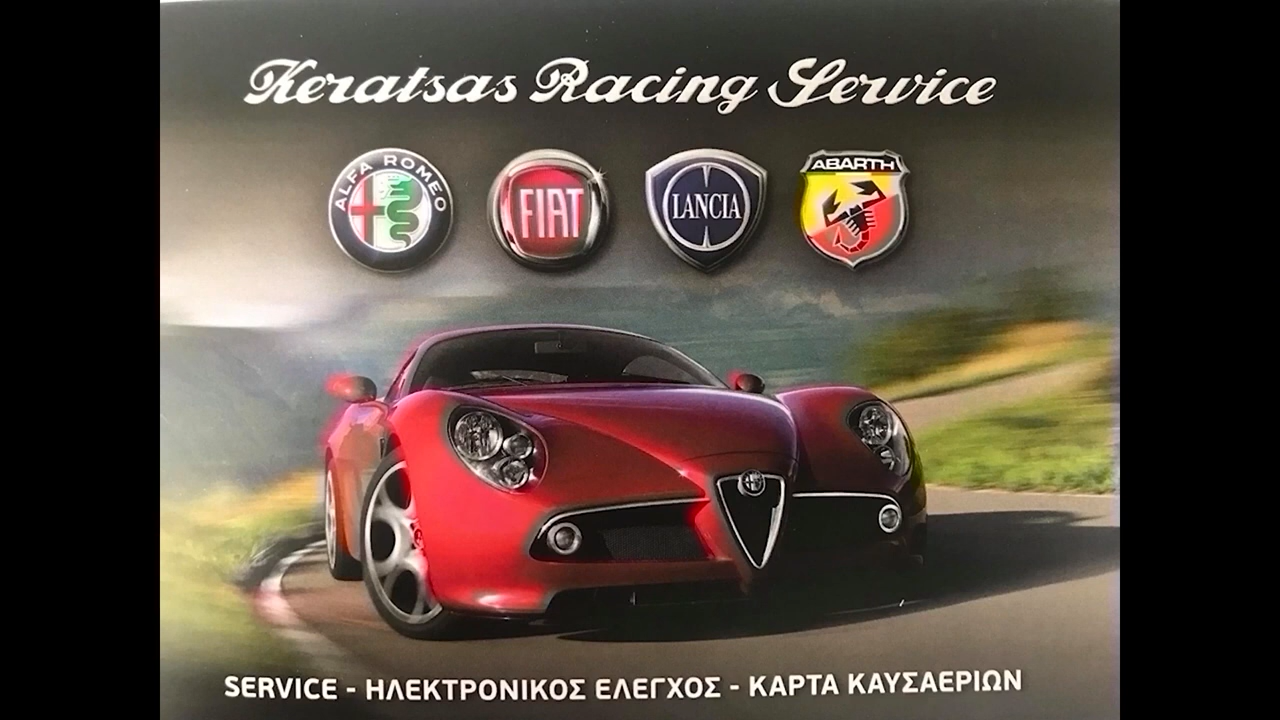 Keratsas Racing Service
ALFA ROMEO
FIAT
LANCIA
ABARTH
SERVICE - ΗΛΕΚΤΡΟΝΙΚΟΣ ΕΛΕΓΧΟΣ - ΚΑΡΤΑ ΚΑΥΣΑΕΡΙΩΝ